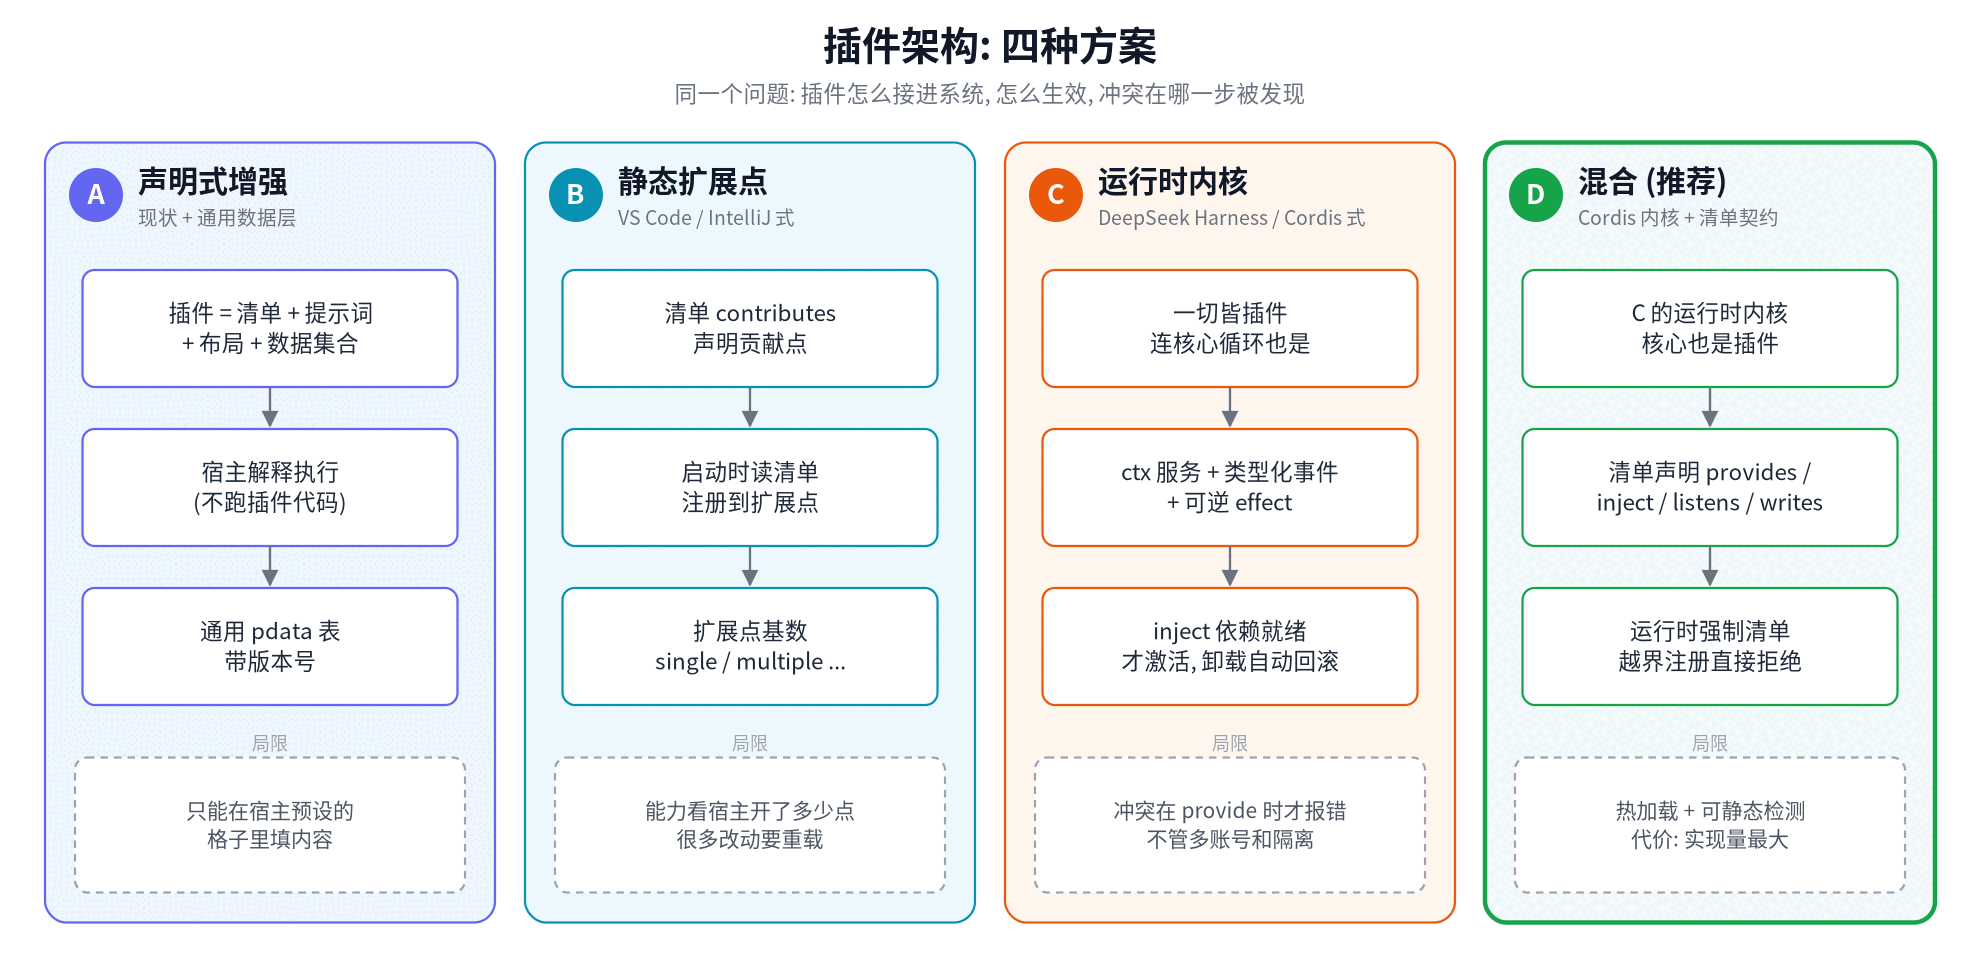 插件架构: 四种方案
同一个问题: 插件怎么接进系统, 怎么生效, 冲突在哪一步被发现
A
声明式增强
现状 + 通用数据层
插件 = 清单 + 提示词
+ 布局 + 数据集合
宿主解释执行
(不跑插件代码)
通用 pdata 表
带版本号
局限
只能在宿主预设的
格子里填内容
B
静态扩展点
VS Code / IntelliJ 式
清单 contributes
声明贡献点
启动时读清单
注册到扩展点
扩展点基数
single / multiple ...
局限
能力看宿主开了多少点
很多改动要重载
C
运行时内核
DeepSeek Harness / Cordis 式
一切皆插件
连核心循环也是
ctx 服务 + 类型化事件
+ 可逆 effect
inject 依赖就绪
才激活, 卸载自动回滚
局限
冲突在 provide 时才报错
不管多账号和隔离
D
混合 (推荐)
Cordis 内核 + 清单契约
C 的运行时内核
核心也是插件
清单声明 provides /
inject / listens / writes
运行时强制清单
越界注册直接拒绝
局限
热加载 + 可静态检测
代价: 实现量最大